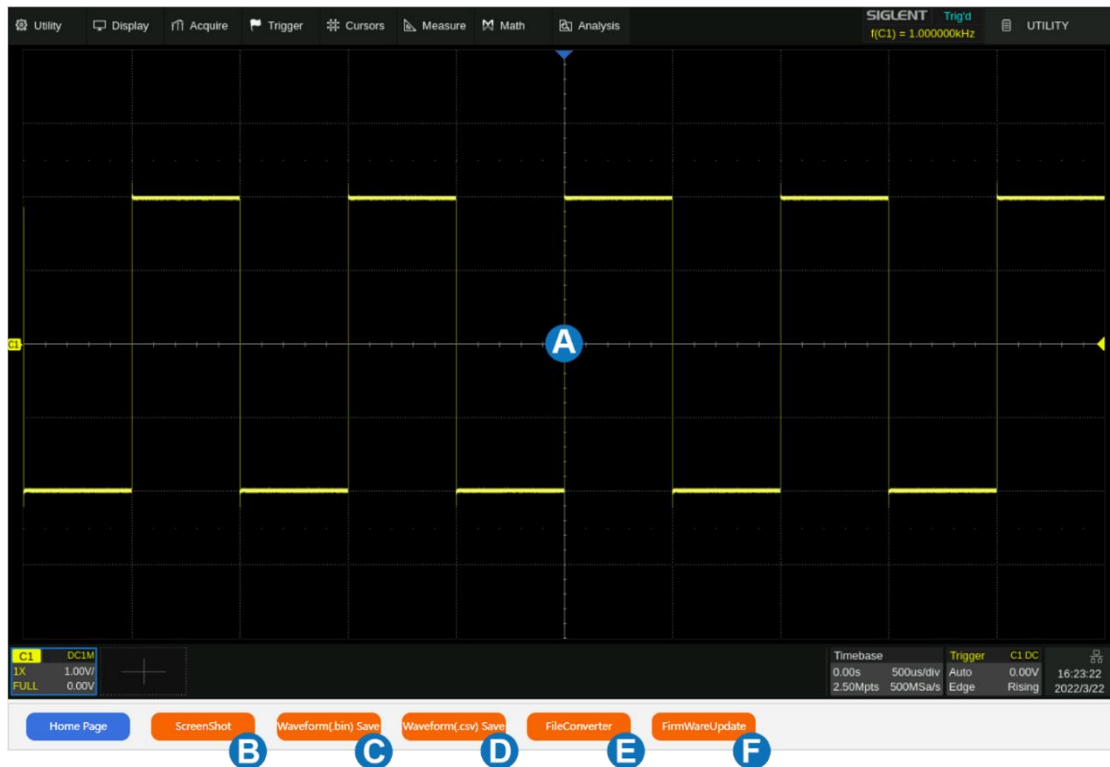 Utility Display Acquire Trigger Cursors Measure Math Analysis SIGLENT Trig'd UTILITY
f(C1) = 1.000000kHz
C1
A
C1 DC1M Timebase Trigger C1 DC
1X 1.00V/ 0.00s 500us/div Auto 0.00V 16:23:22
FULL 0.00V 2.50Mpts 500MSa/s Edge Rising 2022/3/22
Home Page ScreenShot Waveform(.bin) Save Waveform(.csv) Save FileConverter FirmWareUpdate
B C D E F